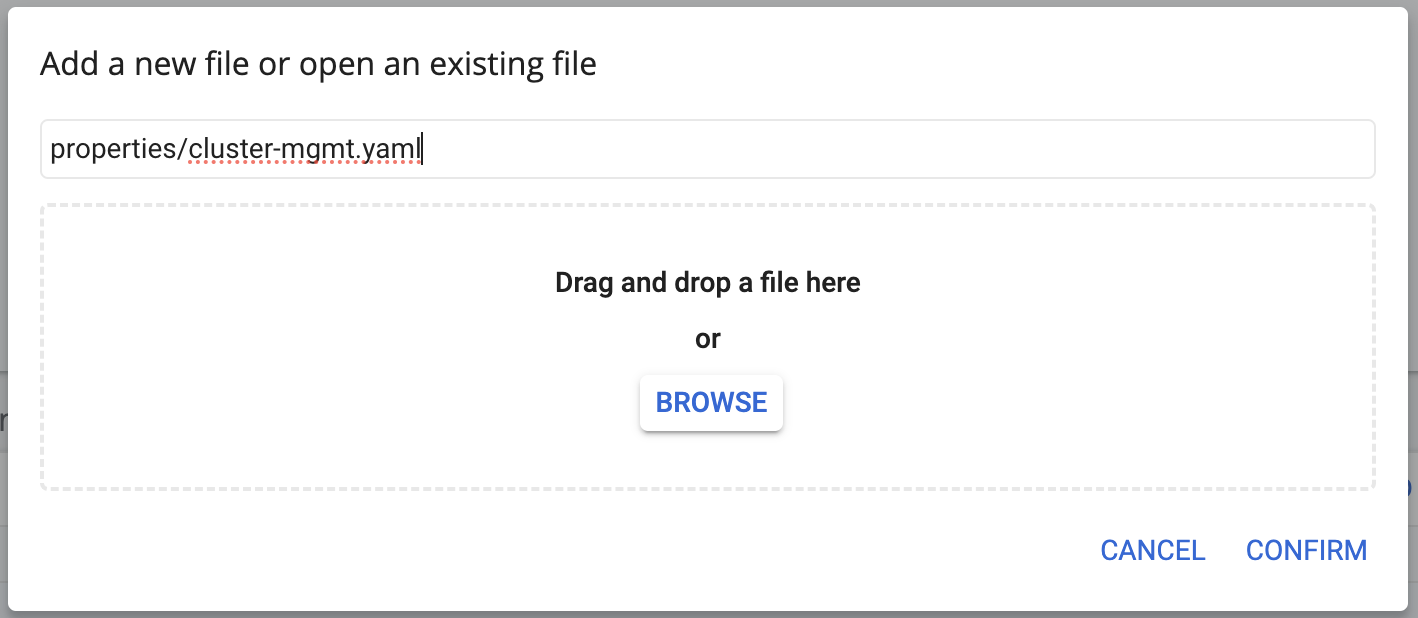 Add a new file or open an existing file
properties/cluster-mgmt.yaml
Drag and drop a file here
or
BROWSE
CANCEL CONFIRM